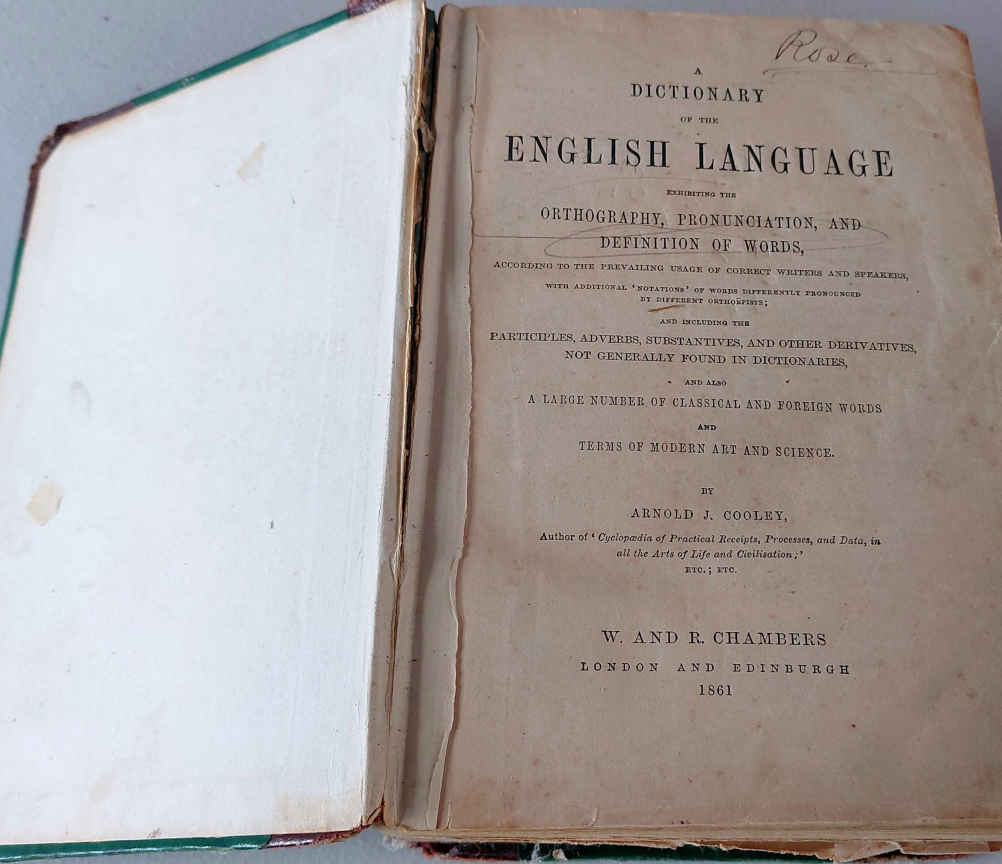 Rose
A
DICTIONARY
OF THE
ENGLISH LANGUAGE
EXHIBITING THE
ORTHOGRAPHY, PRONUNCIATION, AND
DEFINITION OF WORDS,
ACCORDING TO THE PREVAILING USAGE OF CORRECT WRITERS AND SPEAKERS,
WITH ADDITIONAL ‘NOTATIONS’ OF WORDS DIFFERENTLY PRONOUNCED
BY DIFFERENT ORTHOËPISTS;
AND INCLUDING THE
PARTICIPLES, ADVERBS, SUBSTANTIVES, AND OTHER DERIVATIVES,
NOT GENERALLY FOUND IN DICTIONARIES,
AND ALSO
A LARGE NUMBER OF CLASSICAL AND FOREIGN WORDS
AND
TERMS OF MODERN ART AND SCIENCE.
BY
ARNOLD J. COOLEY,
Author of ‘Cyclopædia of Practical Receipts, Processes, and Data, in
all the Arts of Life and Civilisation;’
ETC.; ETC.
W. AND R. CHAMBERS
LONDON AND EDINBURGH
1861